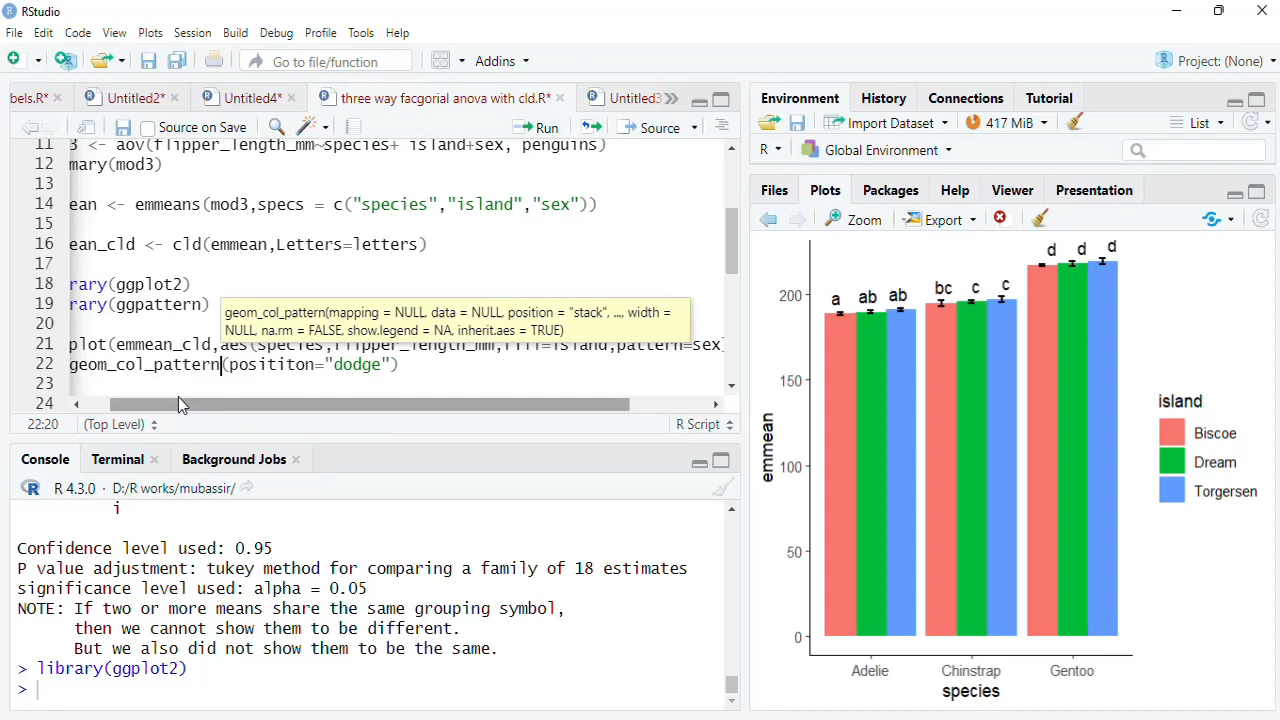 RStudio
File Edit Code View Plots Session Build Debug Profile Tools Help
Go to file/function Addins Project: (None)
bels.R* Untitled2* Untitled4* three way facgorial anova with cld.R* Untitled3
Source on Save Run Source
11 3 <- aov(flipper_length_mm~species+ island+sex, penguins)
12 mary(mod3)
13
14 ean <- emmeans(mod3,specs = c("species","island","sex"))
15
16 ean_cld <- cld(emmean,Letters=letters)
17
18 rary(ggplot2)
19 rary(ggpattern)
geom_col_pattern(mapping = NULL, data = NULL, position = "stack", ..., width =
NULL, na.rm = FALSE, show.legend = NA, inherit.aes = TRUE)
20
21 plot(emmean_cld,aes(species,flipper_length_mm,fill=island,pattern=sex
22 geom_col_pattern(posititon="dodge")
23
24
22:20 (Top Level) R Script
Console Terminal Background Jobs
R 4.3.0 · D:/R works/mubassir/
i
Confidence level used: 0.95
P value adjustment: tukey method for comparing a family of 18 estimates
significance level used: alpha = 0.05
NOTE: If two or more means share the same grouping symbol,
then we cannot show them to be different.
But we also did not show them to be the same.
> library(ggplot2)
>
Environment History Connections Tutorial
Import Dataset 417 MiB List
R Global Environment
Files Plots Packages Help Viewer Presentation
Zoom Export
a ab ab bc c c d d d
200
150
100
50
0
emmean
Adelie Chinstrap Gentoo
species
island
Biscoe
Dream
Torgersen